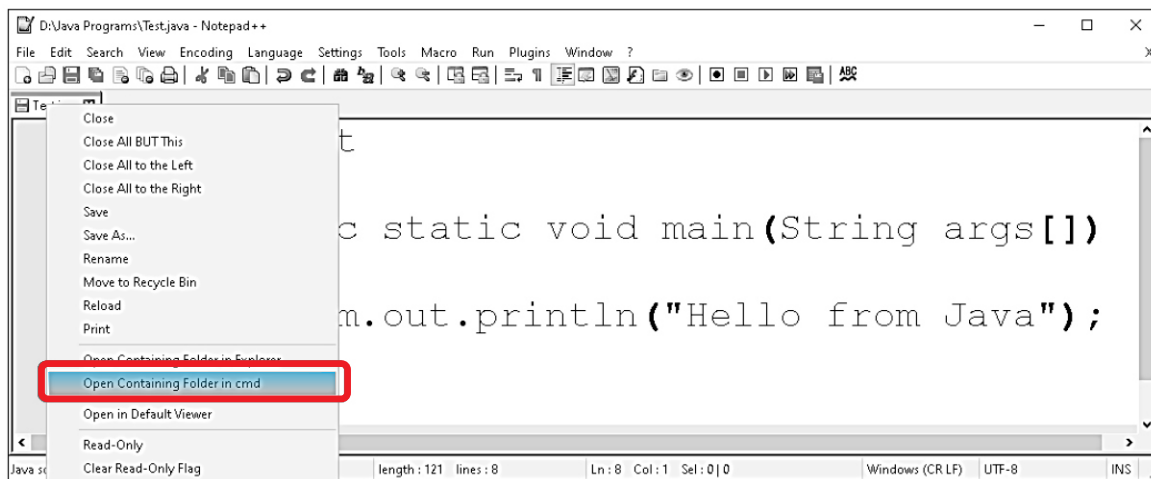 D:\Java Programs\Test.java - Notepad++
File Edit Search View Encoding Language Settings Tools Macro Run Plugins Window ?
ABC
Close
Close All BUT This
Close All to the Left
Close All to the Right
Save
Save As...
Rename
Move to Recycle Bin
Reload
Print
Open Containing Folder in Explorer
Open Containing Folder in cmd
Open in Default Viewer
Read-Only
Clear Read-Only Flag
t
c static void main(String args[])
m.out.println("Hello from Java");
length : 121 lines : 8 Ln : 8 Col : 1 Sel : 0 | 0 Windows (CR LF) UTF-8 INS